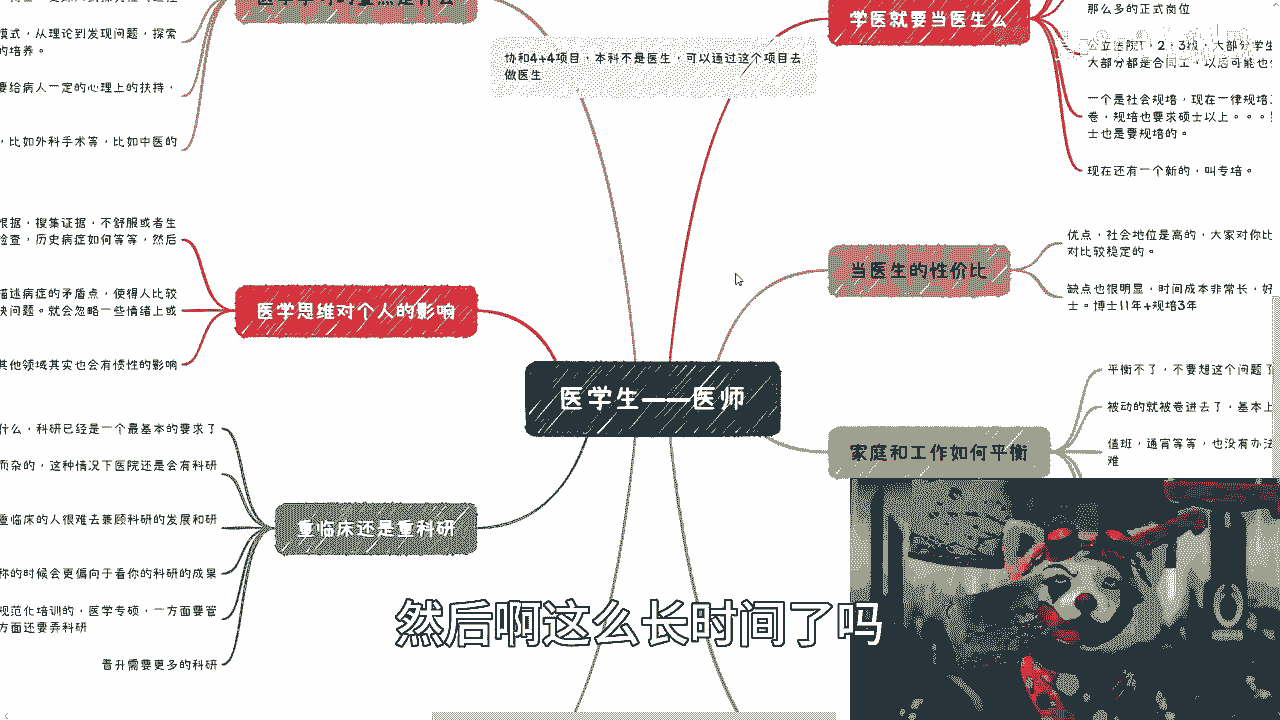 学医就要当医生么
那么多的正式岗位
模式，从理论到发现问题，探索
的培养。
要给病人一定的心理上的扶持，
，比如外科手术等，比如中医的
协和4+4项目，本科不是医生，可以通过这个项目去
做医生
公立医院1，2，3级，大部分学生
大部分都是合同工，以后可能也
一个是社会规培，现在一律规培
卷，规培也要求硕士以上。。。
士也是要规培的。
现在还有一个新的，叫专培。
根据，搜集证据，不舒服或者生
检查，历史病症如何等等，然后
描述病症的矛盾点，使得人比较
决问题。就会忽略一些情绪上或
其他领域其实也会有惯性的影响
医学思维对个人的影响
当医生的性价比
优点，社会地位是高的，大家对你比
对比较稳定的。
缺点也很明显，时间成本非常长，好
士。博士11年+规培3年
医学生——医师
家庭和工作如何平衡
平衡不了，不要想这个问题了
被动的就被卷进去了，基本上
值班，通宵等等，也没有办法
难
什么，科研已经是一个最基本的要求了
而杂的，这种情况下医院还是会有科研
重临床的人很难去兼顾科研的发展和研
称的时候会更偏向于看你的科研的成果
规范化培训的，医学专硕，一方面要管
方面还要弄科研
晋升需要更多的科研
重临床还是重科研
然后啊这么长时间了吗